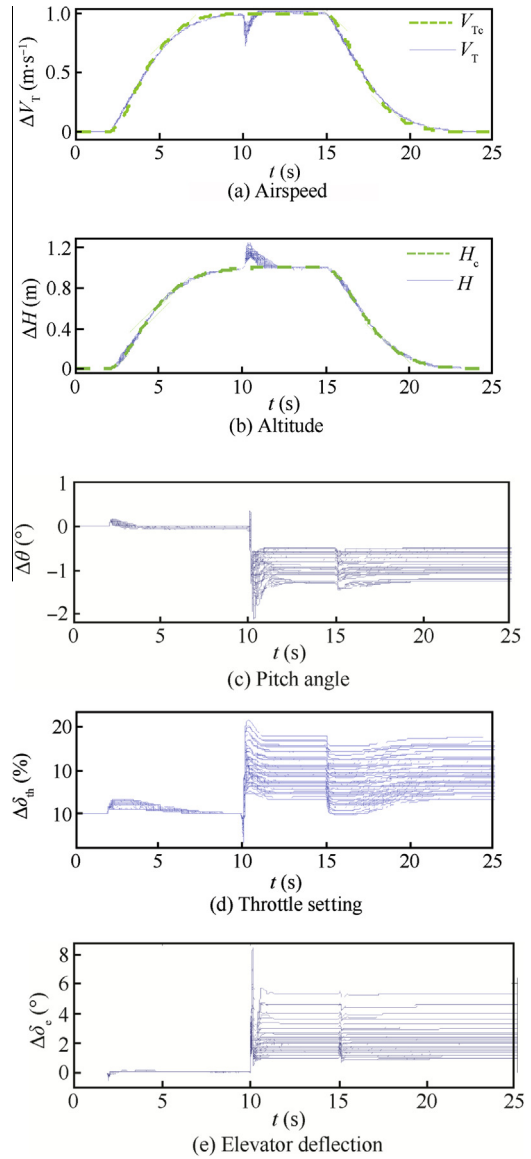 1.0
0.5
0
ΔV_T (m·s⁻¹)
V_Tc
V_T
0 5 10 15 20 25
t (s)
(a) Airspeed
1.2
0.8
0.4
0
ΔH (m)
H_c
H
0 5 10 15 20 25
t (s)
(b) Altitude
1
0
−1
−2
Δθ (°)
0 5 10 15 20 25
t (s)
(c) Pitch angle
20
10
10
Δδ_th (%)
0 5 10 15 20 25
t (s)
(d) Throttle setting
8
6
4
2
0
Δδ_e (°)
0 5 10 15 20 25
t (s)
(e) Elevator deflection